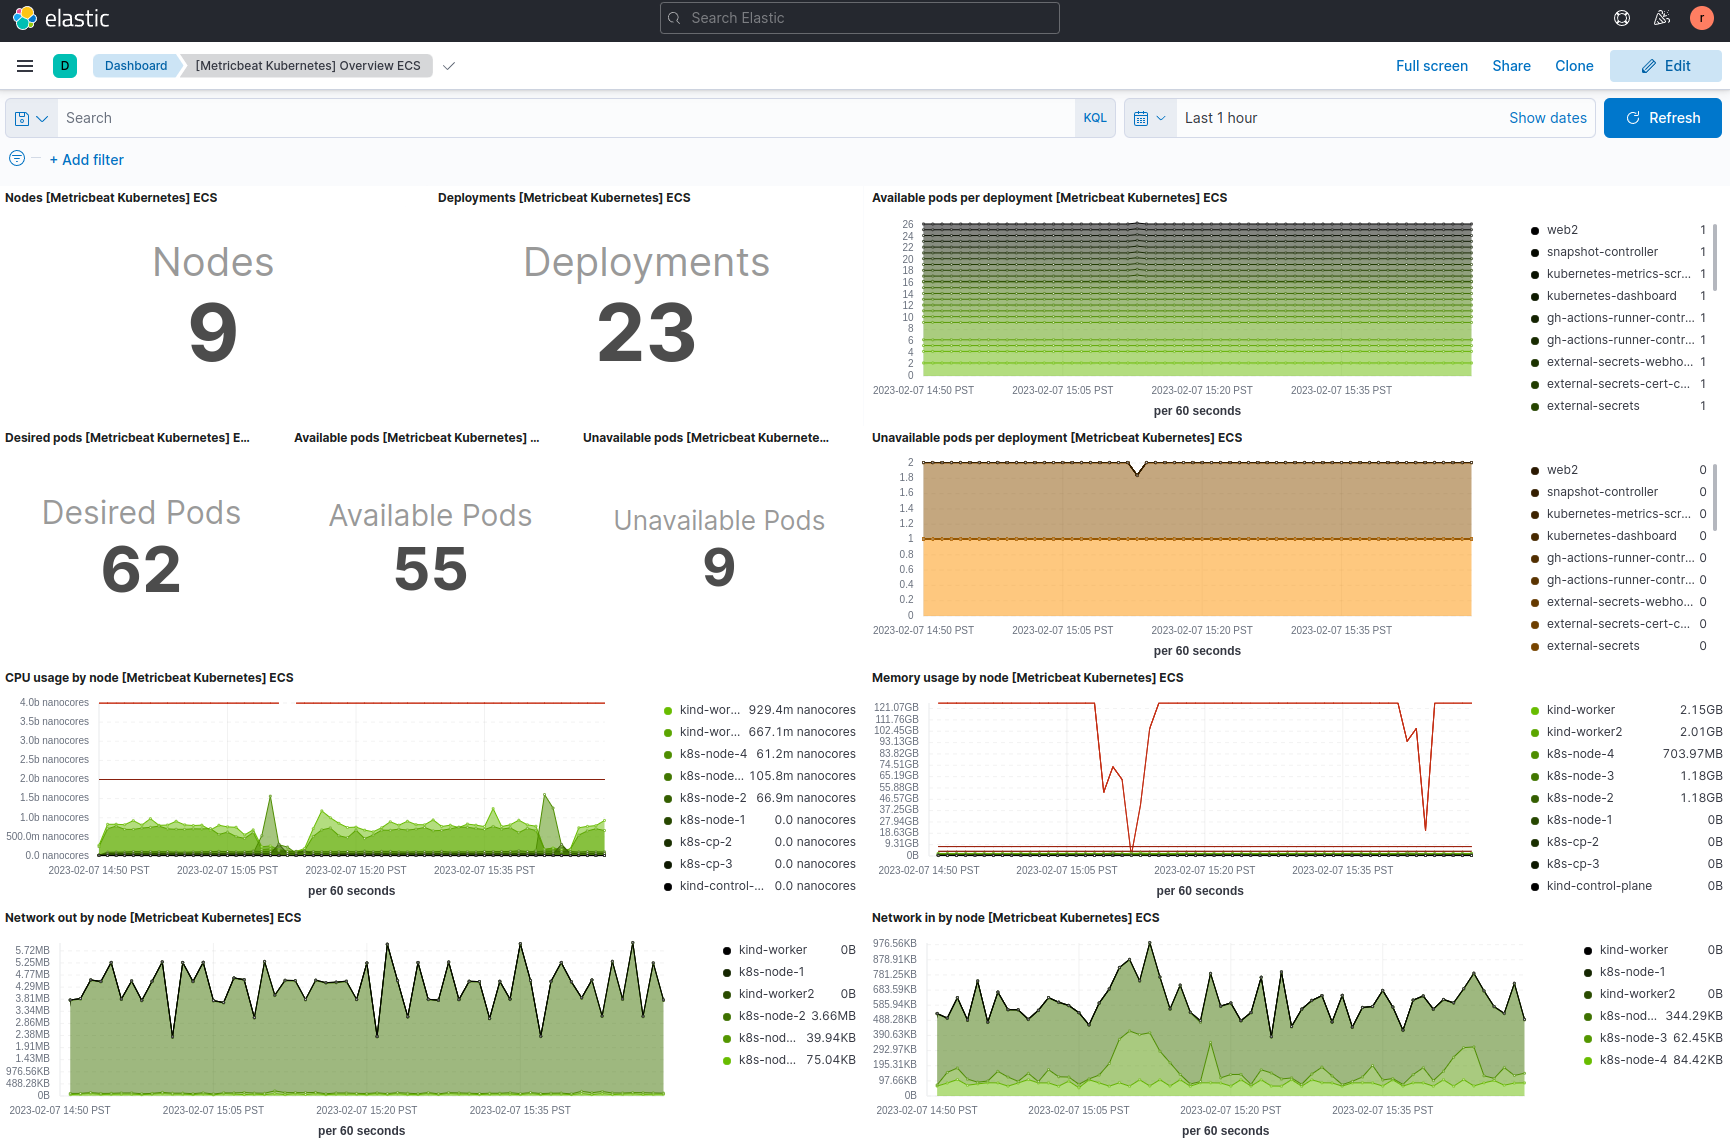 elastic
Search Elastic
r
D
Dashboard
[Metricbeat Kubernetes] Overview ECS
Full screen
Share
Clone
Edit
Search
KQL
Last 1 hour
Show dates
Refresh
+ Add filter
Nodes [Metricbeat Kubernetes] ECS
Nodes
9
Deployments [Metricbeat Kubernetes] ECS
Deployments
23
Available pods per deployment [Metricbeat Kubernetes] ECS
26
24
22
20
18
16
14
12
10
8
6
4
2
0
2023-02-07 14:50 PST
2023-02-07 15:05 PST
2023-02-07 15:20 PST
2023-02-07 15:35 PST
per 60 seconds
web2 1
snapshot-controller 1
kubernetes-metrics-scr... 1
kubernetes-dashboard 1
gh-actions-runner-contr... 1
gh-actions-runner-contr... 1
external-secrets-webho... 1
external-secrets-cert-c... 1
external-secrets 1
Desired pods [Metricbeat Kubernetes] E...
Desired Pods
62
Available pods [Metricbeat Kubernetes] ...
Available Pods
55
Unavailable pods [Metricbeat Kubernete...
Unavailable Pods
9
Unavailable pods per deployment [Metricbeat Kubernetes] ECS
2
1.8
1.6
1.4
1.2
1
0.8
0.6
0.4
0.2
0
2023-02-07 14:50 PST
2023-02-07 15:05 PST
2023-02-07 15:20 PST
2023-02-07 15:35 PST
per 60 seconds
web2 0
snapshot-controller 0
kubernetes-metrics-scr... 0
kubernetes-dashboard 0
gh-actions-runner-contr... 0
gh-actions-runner-contr... 0
external-secrets-webho... 0
external-secrets-cert-c... 0
external-secrets 0
CPU usage by node [Metricbeat Kubernetes] ECS
4.0b nanocores
3.5b nanocores
3.0b nanocores
2.5b nanocores
2.0b nanocores
1.5b nanocores
1.0b nanocores
500.0m nanocores
0.0 nanocores
2023-02-07 14:50 PST
2023-02-07 15:05 PST
2023-02-07 15:20 PST
2023-02-07 15:35 PST
per 60 seconds
kind-wor... 929.4m nanocores
kind-wor... 667.1m nanocores
k8s-node-4 61.2m nanocores
k8s-node... 105.8m nanocores
k8s-node-2 66.9m nanocores
k8s-node-1 0.0 nanocores
k8s-cp-2 0.0 nanocores
k8s-cp-3 0.0 nanocores
kind-control-... 0.0 nanocores
Memory usage by node [Metricbeat Kubernetes] ECS
121.07GB
111.76GB
102.45GB
93.13GB
83.82GB
74.51GB
65.19GB
55.88GB
46.57GB
37.25GB
27.94GB
18.63GB
9.31GB
0B
2023-02-07 14:50 PST
2023-02-07 15:05 PST
2023-02-07 15:20 PST
2023-02-07 15:35 PST
per 60 seconds
kind-worker 2.15GB
kind-worker2 2.01GB
k8s-node-4 703.97MB
k8s-node-3 1.18GB
k8s-node-2 1.18GB
k8s-node-1 0B
k8s-cp-2 0B
k8s-cp-3 0B
kind-control-plane 0B
Network out by node [Metricbeat Kubernetes] ECS
5.72MB
5.25MB
4.77MB
4.29MB
3.81MB
3.34MB
2.86MB
2.38MB
1.91MB
1.43MB
976.56KB
488.28KB
0B
2023-02-07 14:50 PST
2023-02-07 15:05 PST
2023-02-07 15:20 PST
2023-02-07 15:35 PST
per 60 seconds
kind-worker 0B
k8s-node-1
kind-worker2 0B
k8s-node-2 3.66MB
k8s-nod... 39.94KB
k8s-nod... 75.04KB
Network in by node [Metricbeat Kubernetes] ECS
976.56KB
878.91KB
781.25KB
683.59KB
585.94KB
488.28KB
390.63KB
292.97KB
195.31KB
97.66KB
0B
2023-02-07 14:50 PST
2023-02-07 15:05 PST
2023-02-07 15:20 PST
2023-02-07 15:35 PST
per 60 seconds
kind-worker 0B
k8s-node-1
kind-worker2 0B
k8s-nod... 344.29KB
k8s-node-3 62.45KB
k8s-node-4 84.42KB